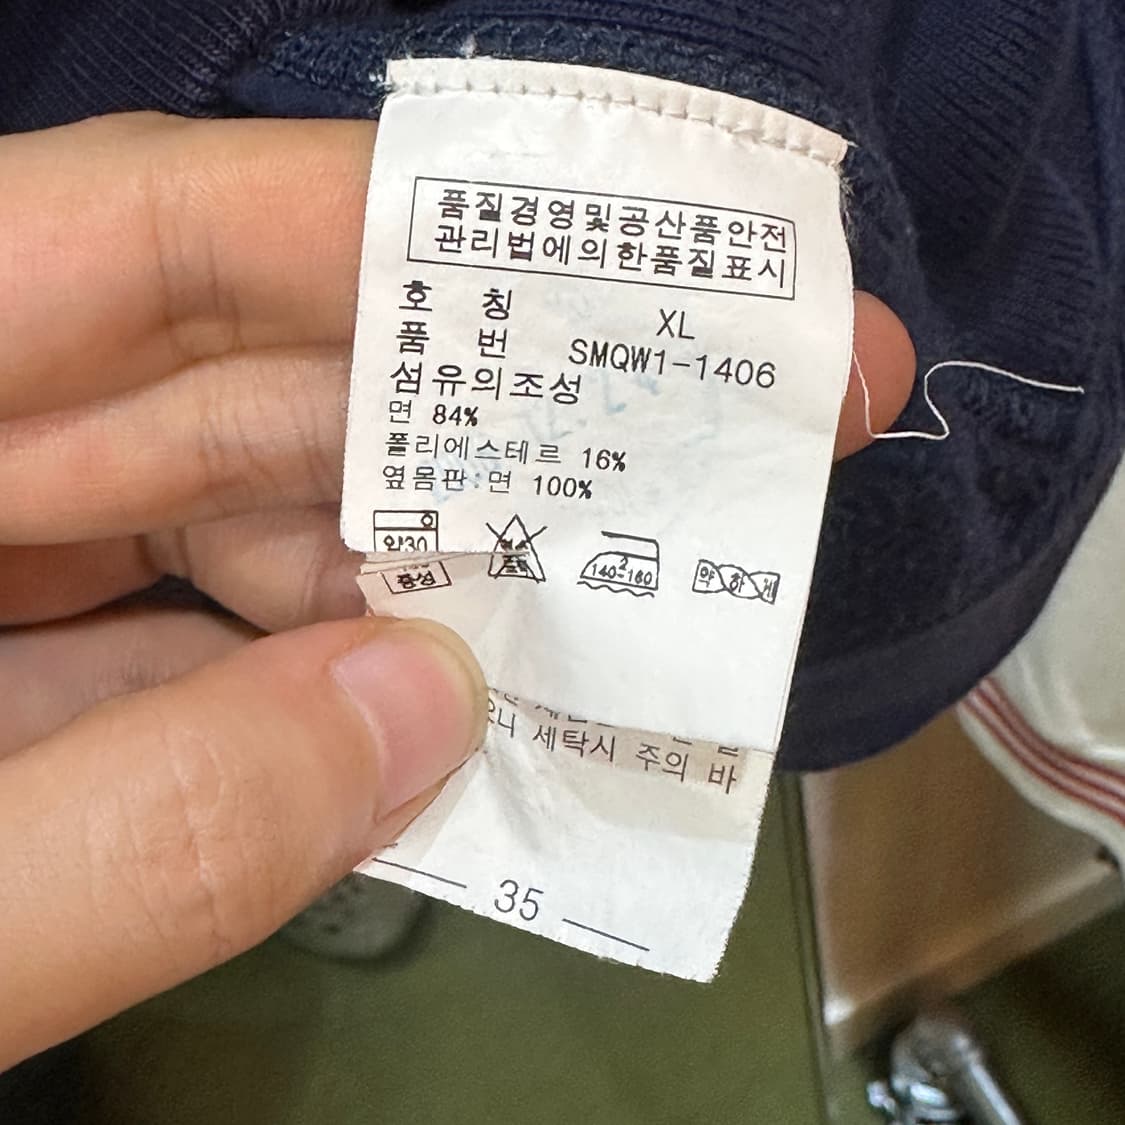 품질경영및공산품안전
관리법에의한품질표시
호 칭 XL
품 번 SMQW1-1406
섬유의조성
면 84%
폴리에스테르 16%
옆몸판:면 100%
약30
중성
140~160
약 하 게
세탁시 주의 바
35